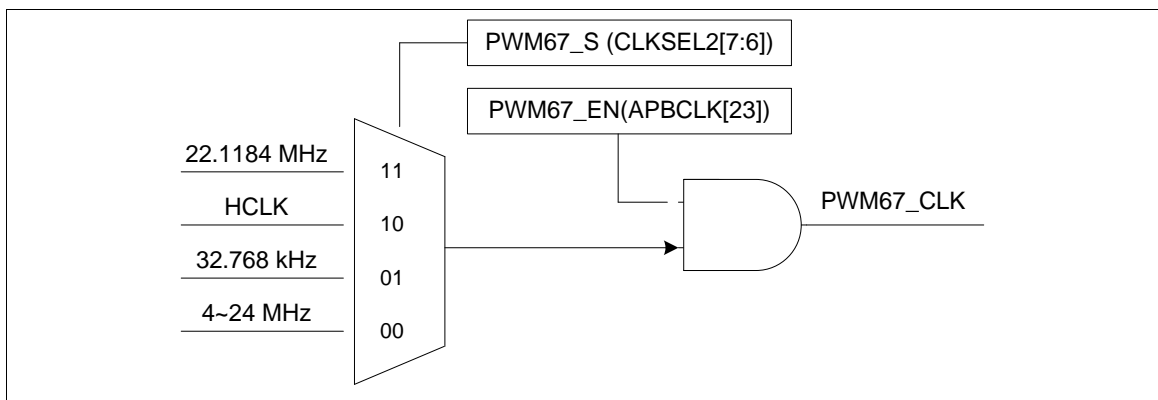 PWM67_S (CLKSEL2[7:6])
PWM67_EN(APBCLK[23])
22.1184 MHz
11
HCLK
10
32.768 kHz
01
4~24 MHz
00
PWM67_CLK